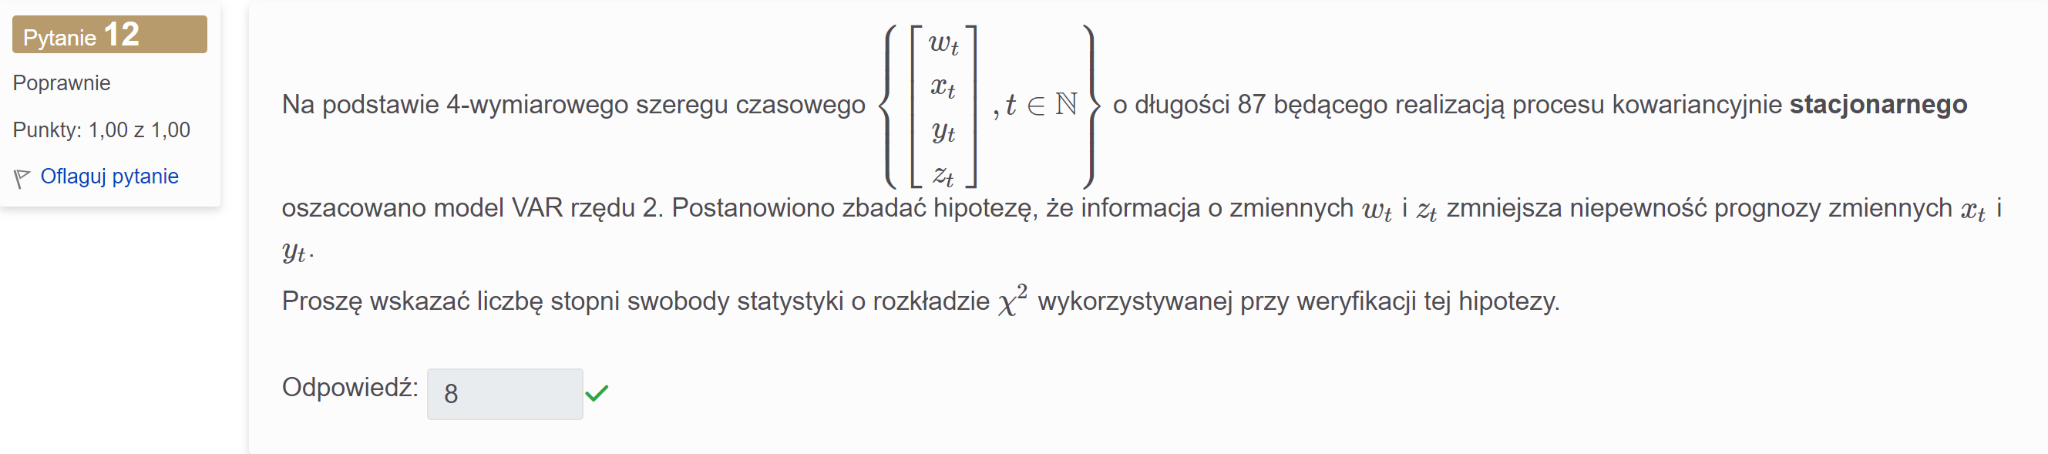 Pytanie 12
Poprawnie
Punkty: 1,00 z 1,00
Oflaguj pytanie
Na podstawie 4-wymiarowego szeregu czasowego { [ w_t x_t y_t z_t ] , t ∈ ℕ } o długości 87 będącego realizacją procesu kowariancyjnie stacjonarnego
oszacowano model VAR rzędu 2. Postanowiono zbadać hipotezę, że informacja o zmiennych w_t i z_t zmniejsza niepewność prognozy zmiennych x_t i
y_t.
Proszę wskazać liczbę stopni swobody statystyki o rozkładzie χ² wykorzystywanej przy weryfikacji tej hipotezy.
Odpowiedź: 8